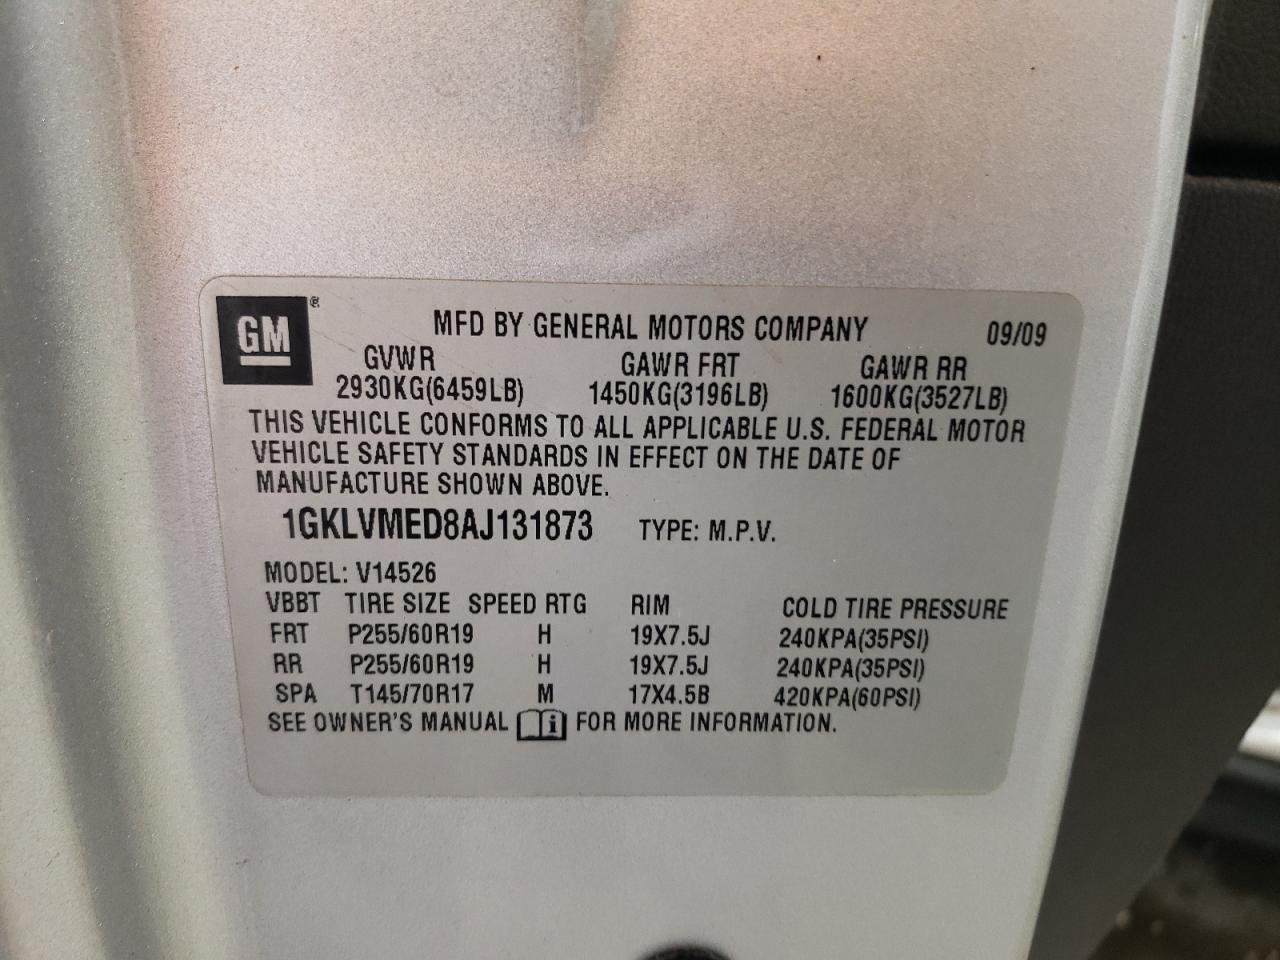 GM ®
MFD BY GENERAL MOTORS COMPANY 09/09
GVWR GAWR FRT GAWR RR
2930KG(6459LB) 1450KG(3196LB) 1600KG(3527LB)
THIS VEHICLE CONFORMS TO ALL APPLICABLE U.S. FEDERAL MOTOR
VEHICLE SAFETY STANDARDS IN EFFECT ON THE DATE OF
MANUFACTURE SHOWN ABOVE.
1GKLVMED8AJ131873 TYPE: M.P.V.
MODEL: V14526
VBBT TIRE SIZE SPEED RTG RIM COLD TIRE PRESSURE
FRT P255/60R19 H 19X7.5J 240KPA(35PSI)
RR P255/60R19 H 19X7.5J 240KPA(35PSI)
SPA T145/70R17 M 17X4.5B 420KPA(60PSI)
SEE OWNER'S MANUAL i FOR MORE INFORMATION.